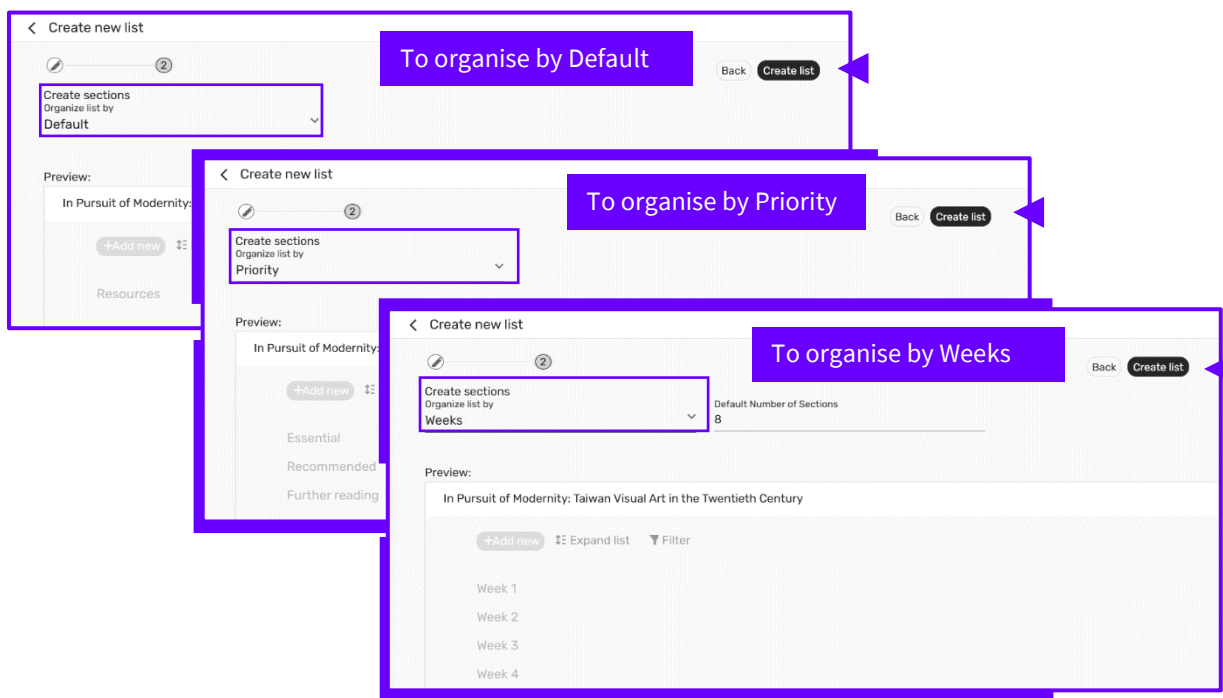 Create new list
To organise by Default
2
Back Create list
Create sections
Organize list by
Default
Preview:
In Pursuit of Modernity:
+Add new
Resources
Create new list
To organise by Priority
2
Back Create list
Create sections
Organize list by
Priority
Preview:
In Pursuit of Modernity:
+Add new
Essential
Recommended
Further reading
Create new list
To organise by Weeks
2
Back Create list
Create sections
Organize list by
Weeks
Default Number of Sections
8
Preview:
In Pursuit of Modernity: Taiwan Visual Art in the Twentieth Century
+Add new Expand list Filter
Week 1
Week 2
Week 3
Week 4